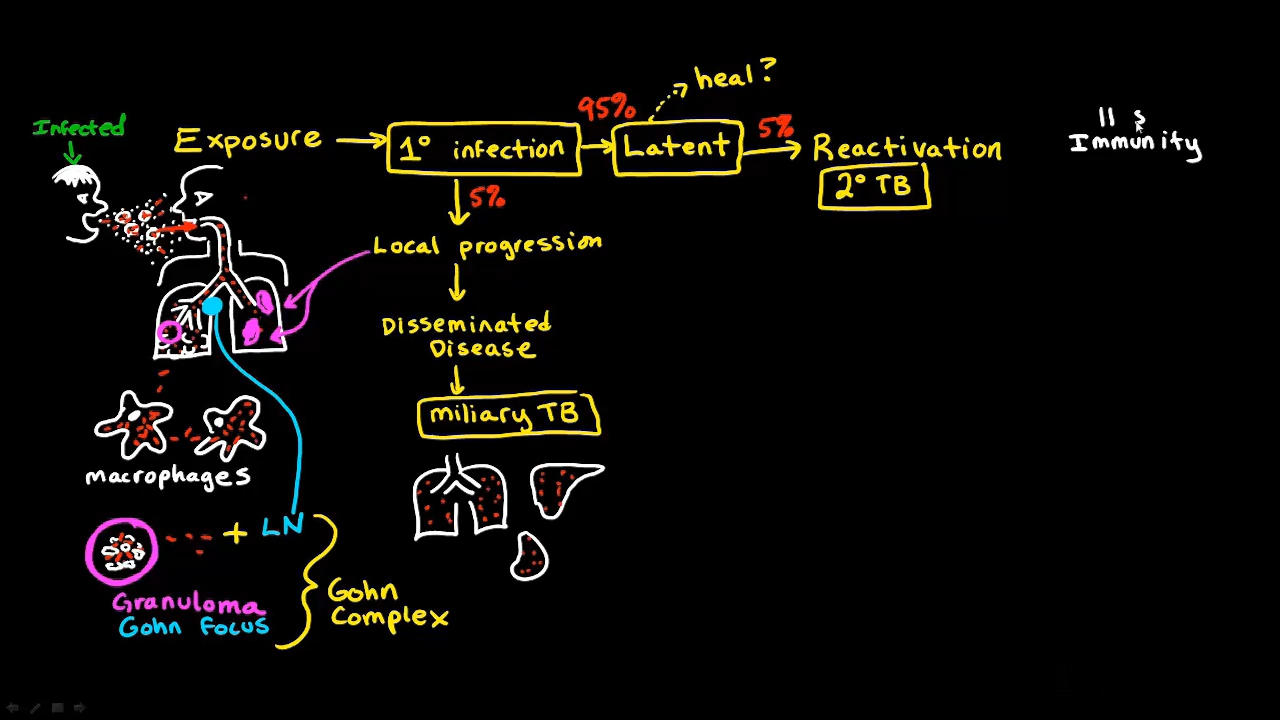 heal?
95%
Infected
Exposure
1° infection
Latent
5%
Reactivation
2° TB
Immunity
5%
Local progression
Disseminated
Disease
miliary TB
macrophages
+ LN
Granuloma
Gohn Focus
Gohn
Complex